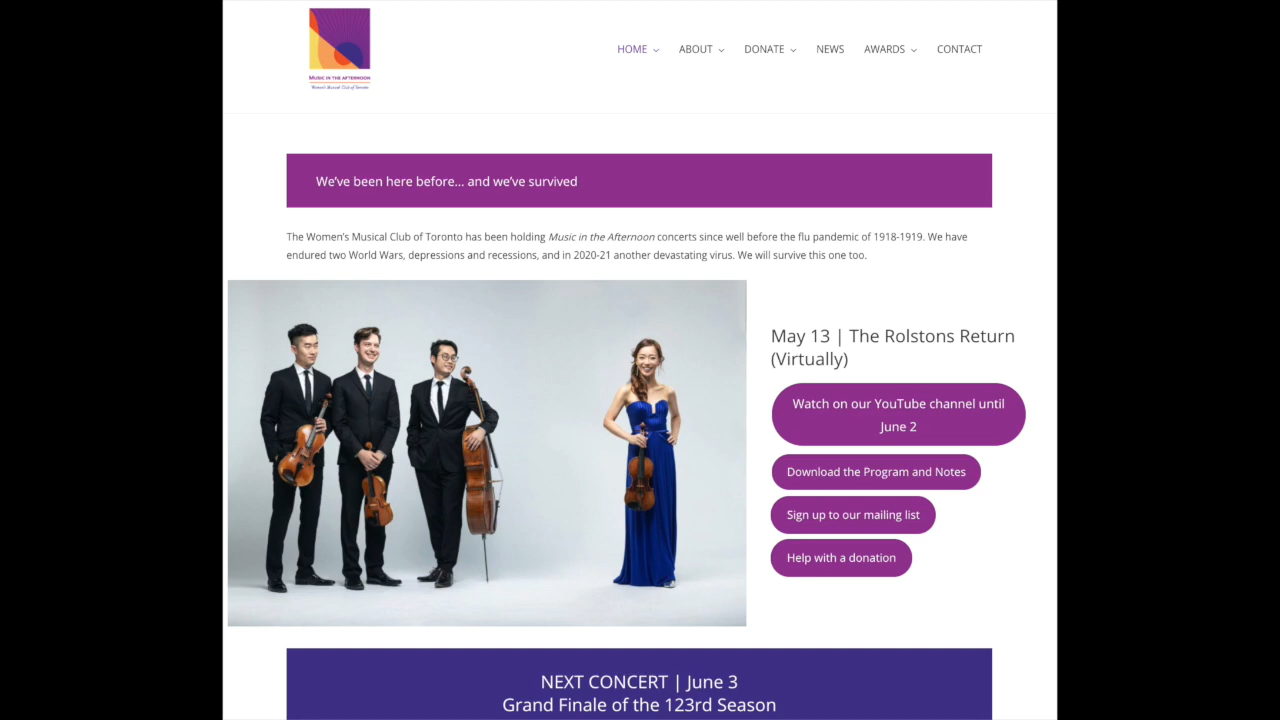 MUSIC IN THE AFTERNOON
Women's Musical Club of Toronto
HOME
ABOUT
DONATE
NEWS
AWARDS
CONTACT
We've been here before... and we've survived
The Women's Musical Club of Toronto has been holding Music in the Afternoon concerts since well before the flu pandemic of 1918-1919. We have
endured two World Wars, depressions and recessions, and in 2020-21 another devastating virus. We will survive this one too.
May 13 | The Rolstons Return
(Virtually)
Watch on our YouTube channel until
June 2
Download the Program and Notes
Sign up to our mailing list
Help with a donation
NEXT CONCERT | June 3
Grand Finale of the 123rd Season